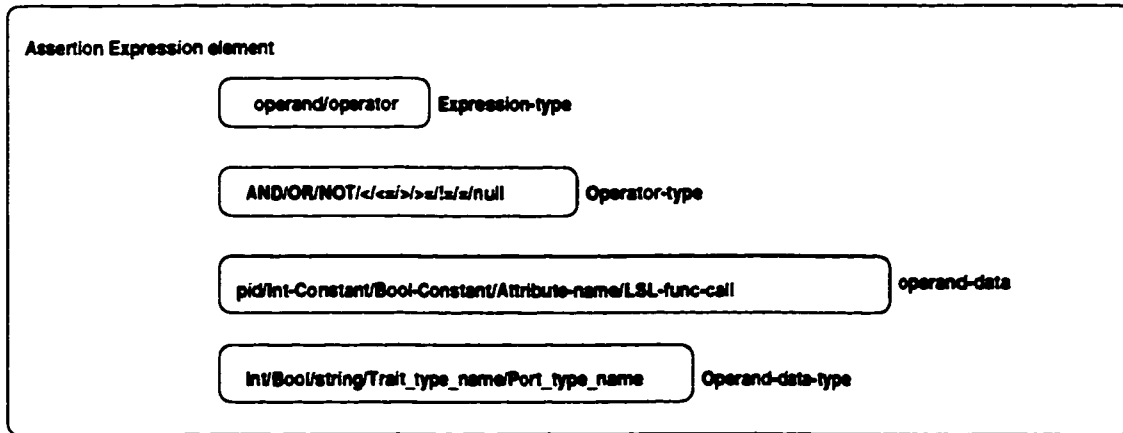 Assertion Expression element
operand/operator Expression-type
AND/OR/NOT/</<=/>/>=/!=/=/null Operator-type
pid/Int-Constant/Bool-Constant/Attribute-name/LSL-func-call operand-data
Int/Bool/string/Trait_type_name/Port_type_name Operand-data-type